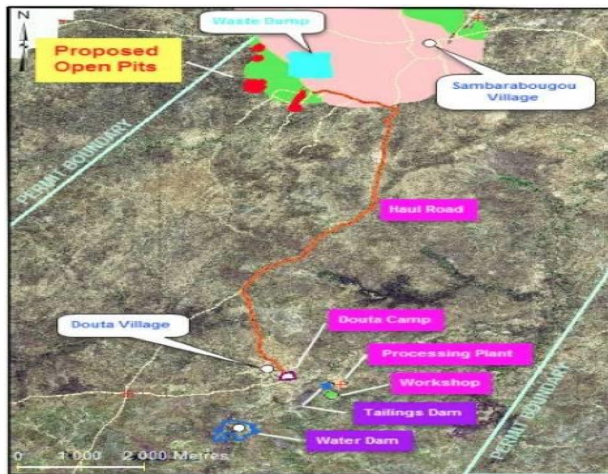 N
Waste Dump
Proposed
Open Pits
Sambarabougou
Village
PERMIT BOUNDARY
Haul Road
Douta Village
Douta Camp
Processing Plant
Workshop
Tailings Dam
Water Dam
PERMIT BOUNDARY
0 1 000 2 000 Metres